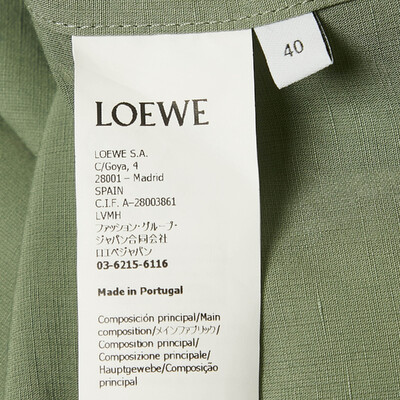 40
LOEWE
LOEWE S.A.
C/Goya, 4
28001 – Madrid
SPAIN
C.I.F. A-28003861
LVMH
ファッション・グループ・
ジャパン合同会社
ロエベジャパン
03-6215-6116
Made in Portugal
Composición principal/Main
composition/メインファブリック/
Composition principal/
Composizione principale/
Hauptgewebe/Composição
principal